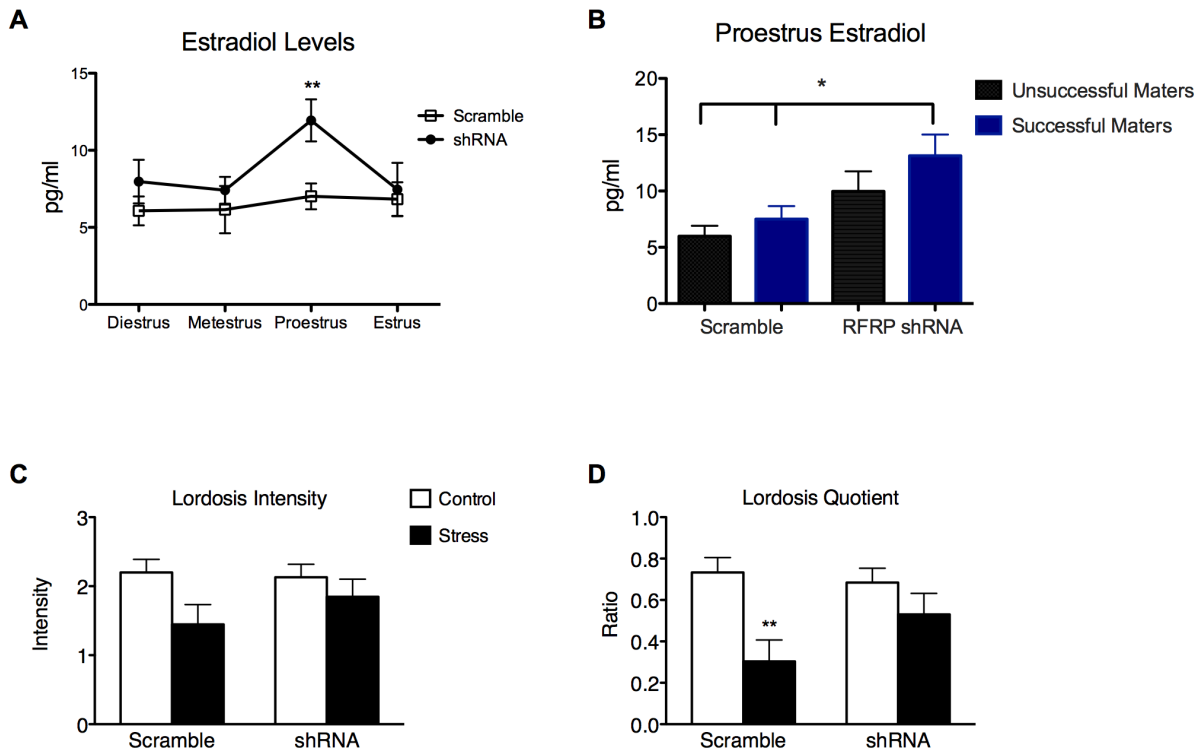 A
Estradiol Levels
15
10
5
0
pg/ml
**
Scramble
shRNA
Diestrus Metestrus Proestrus Estrus
B
Proestrus Estradiol
20
15
10
5
0
pg/ml
*
Unsuccessful Maters
Successful Maters
Scramble RFRP shRNA
C
Lordosis Intensity
3
2
1
0
Intensity
Control
Stress
Scramble shRNA
D
Lordosis Quotient
1.0
0.8
0.6
0.4
0.2
0.0
Ratio
**
Scramble shRNA